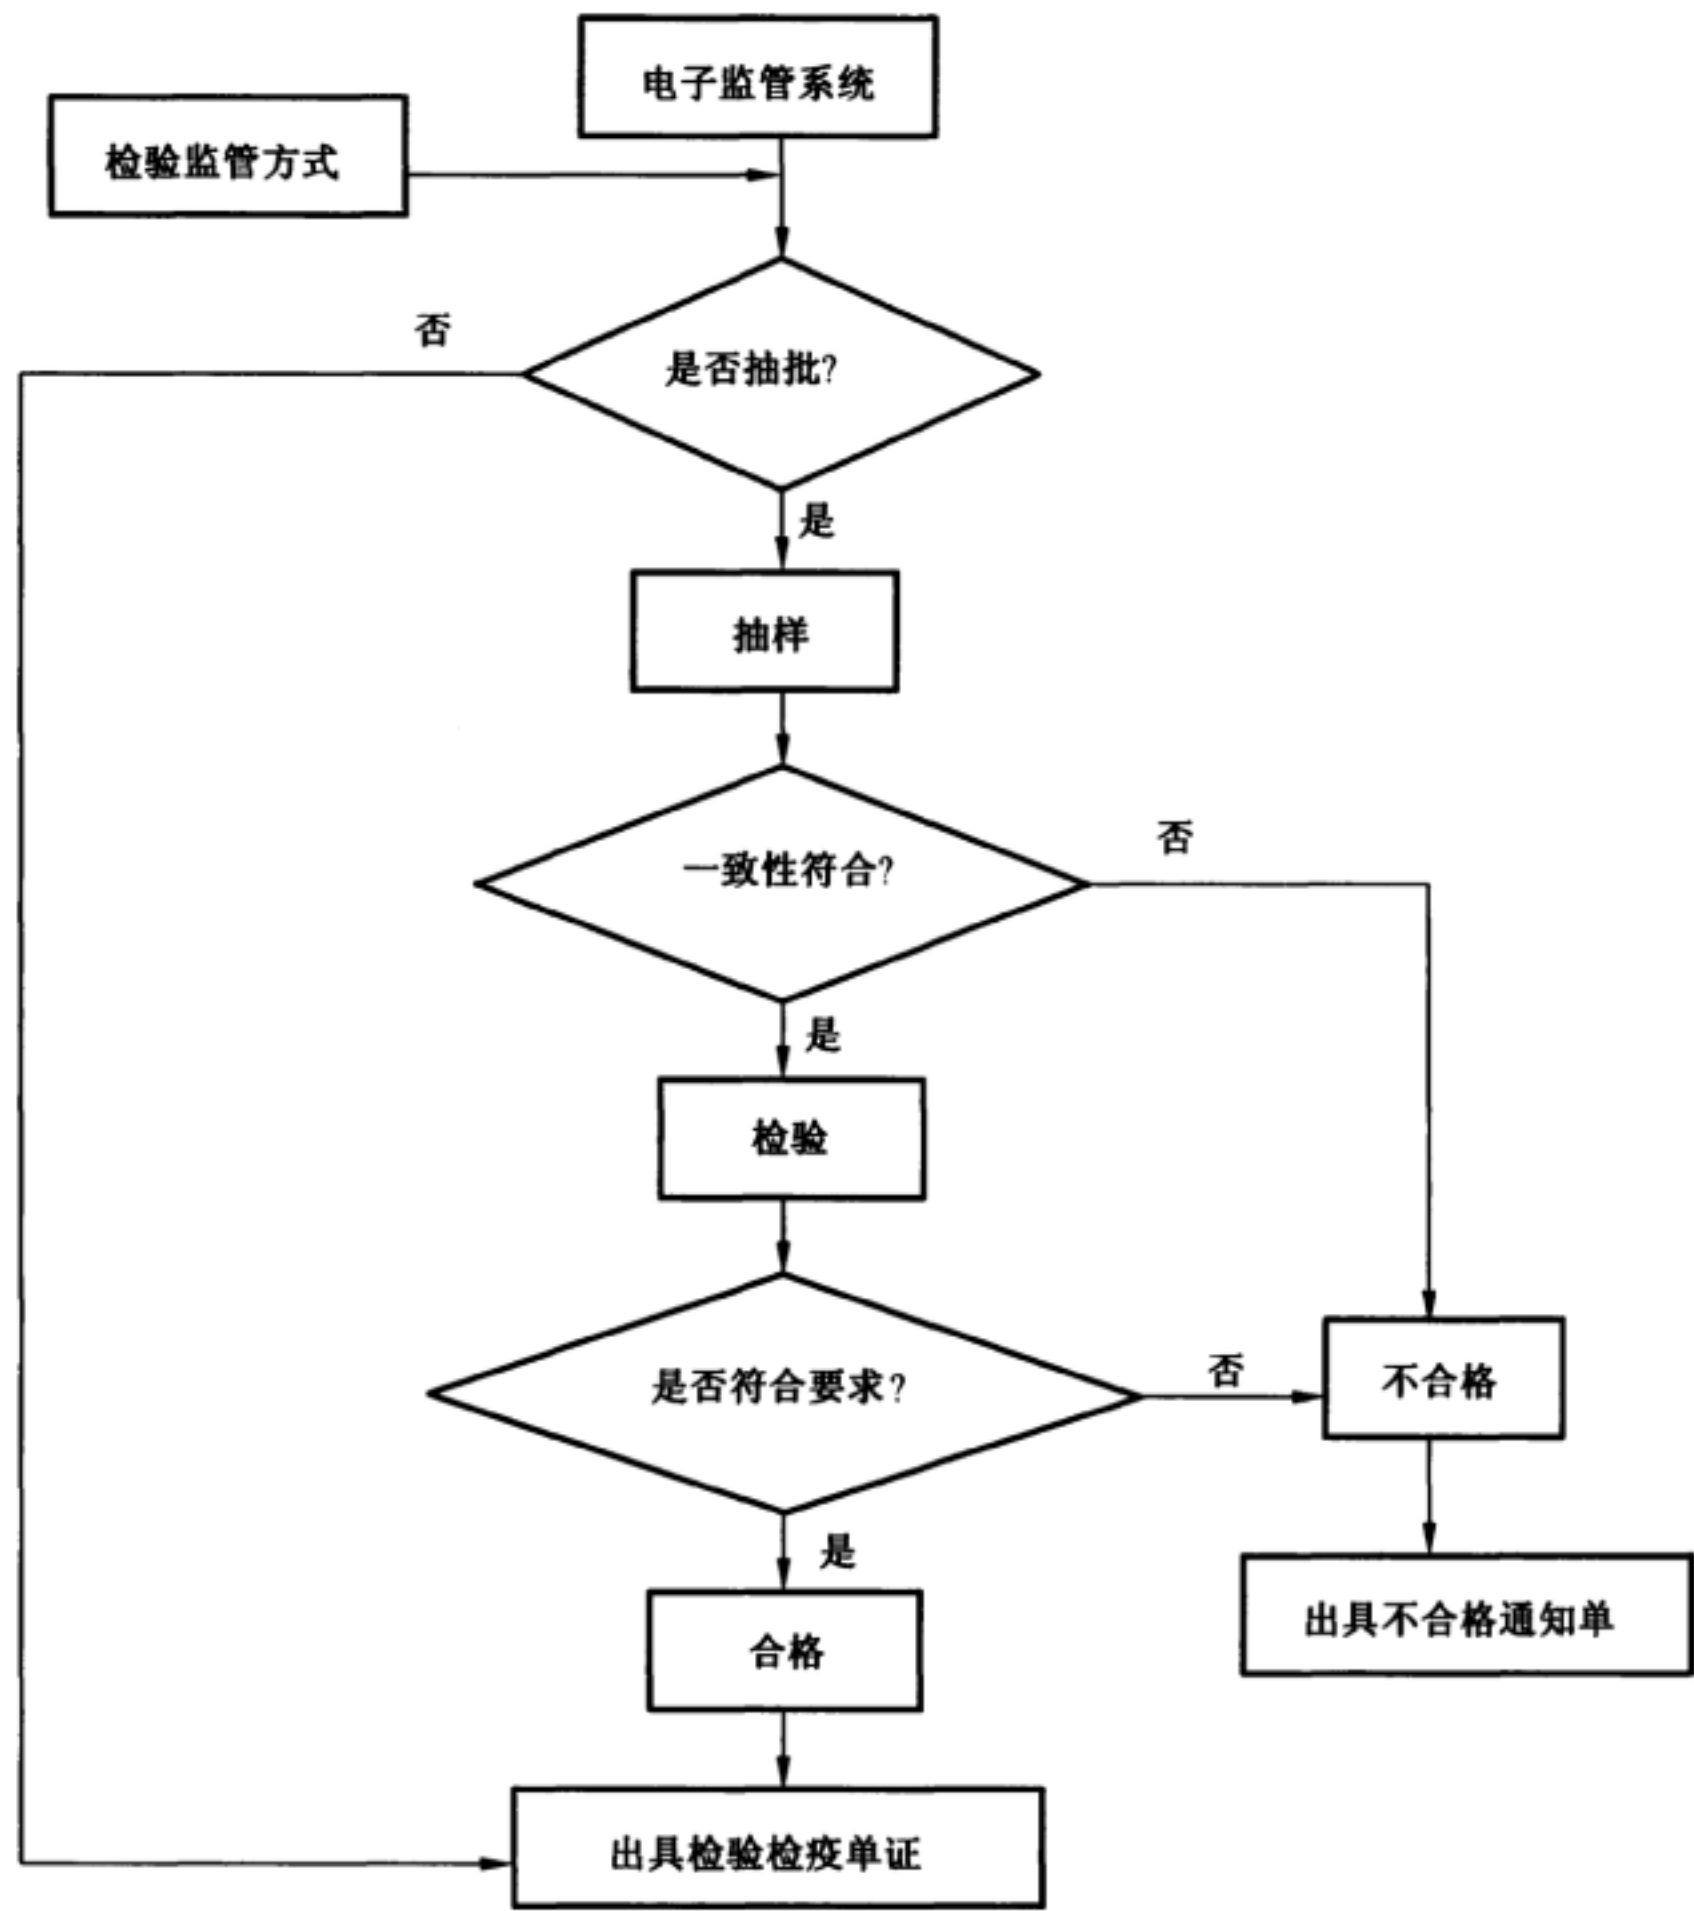 电子监管系统
检验监管方式
否
是否抽批?
是
抽样
否
一致性符合?
是
检验
否
是否符合要求?
不合格
是
出具不合格通知单
合格
出具检验检疫单证